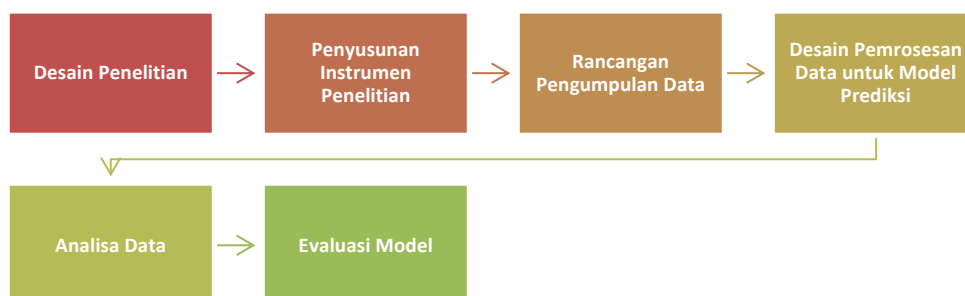 Desain Penelitian
Penyusunan
Instrumen
Penelitian
Rancangan
Pengumpulan Data
Desain Pemrosesan
Data untuk Model
Prediksi
Analisa Data
Evaluasi Model